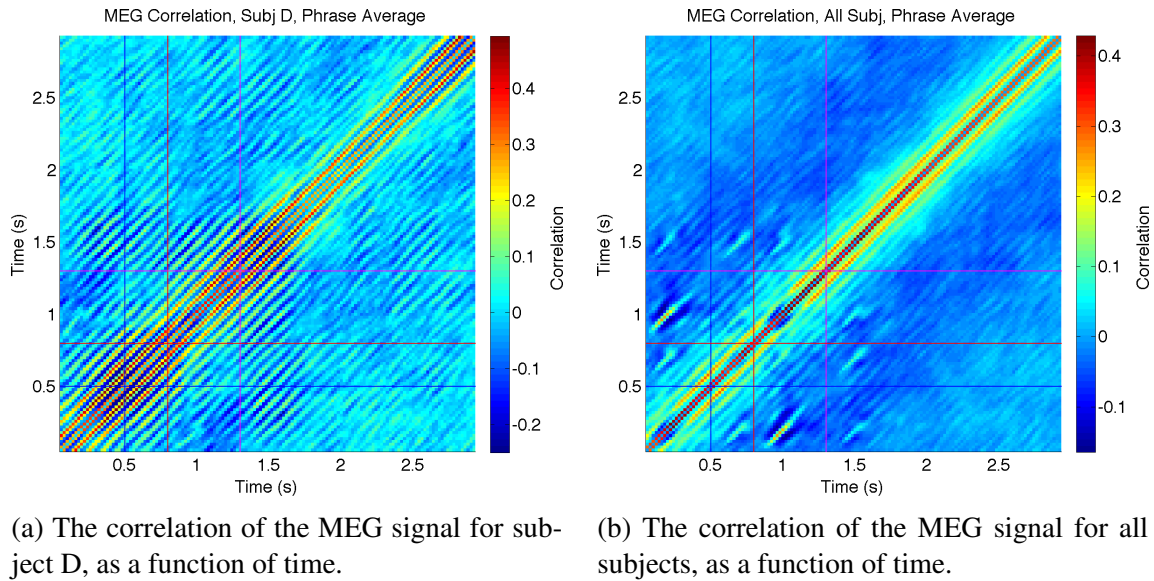 MEG Correlation, Subj D, Phrase Average
Time (s)
2.5
2
1.5
1
0.5
0.5
1
1.5
2
2.5
Time (s)
0.4
0.3
0.2
0.1
0
-0.1
-0.2
Correlation
MEG Correlation, All Subj, Phrase Average
Time (s)
2.5
2
1.5
1
0.5
0.5
1
1.5
2
2.5
Time (s)
0.4
0.3
0.2
0.1
0
-0.1
Correlation
(a) The correlation of the MEG signal for sub-
ject D, as a function of time.
(b) The correlation of the MEG signal for all
subjects, as a function of time.